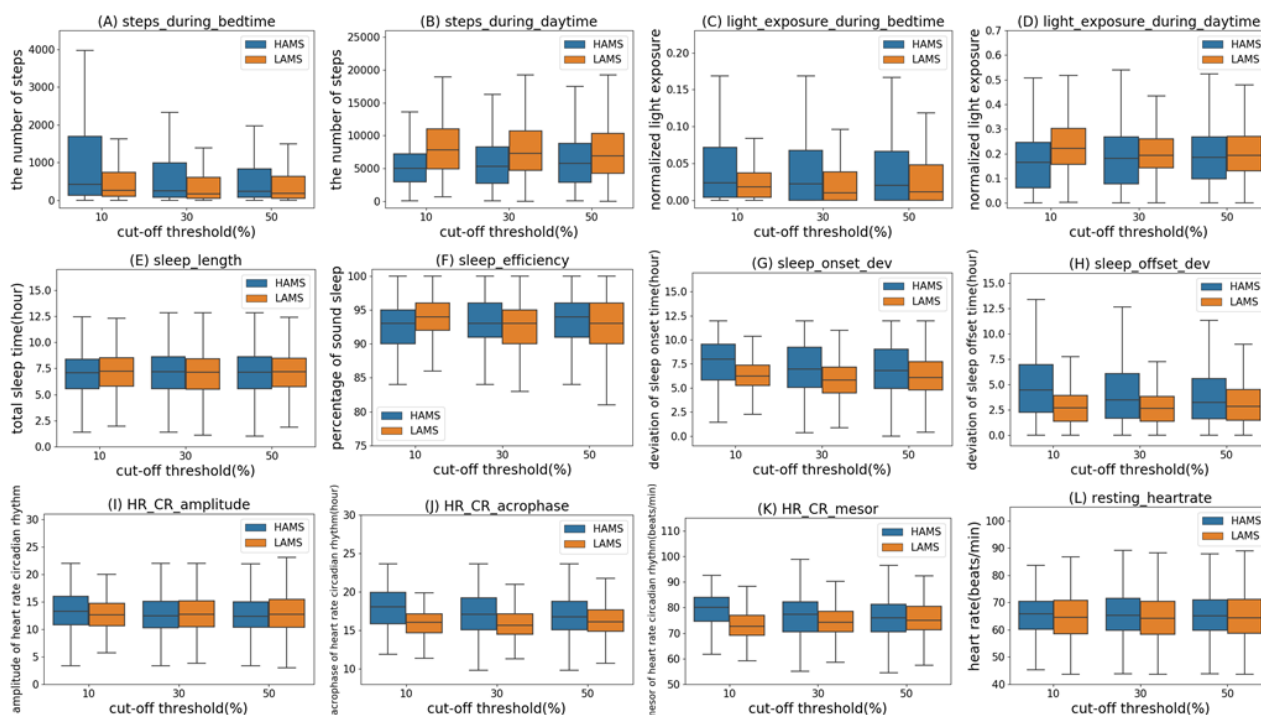 (A) steps_during_bedtime
the number of steps
4000
3000
2000
1000
0
HAMS
LAMS
10
30
50
cut-off threshold(%)
(B) steps_during_daytime
the number of steps
25000
20000
15000
10000
5000
0
HAMS
LAMS
10
30
50
cut-off threshold(%)
(C) light_exposure_during_bedtime
normalized light exposure
0.20
0.15
0.10
0.05
0.00
HAMS
LAMS
10
30
50
cut-off threshold(%)
(D) light_exposure_during_daytime
normalized light exposure
0.7
0.6
0.5
0.4
0.3
0.2
0.1
0.0
HAMS
LAMS
10
30
50
cut-off threshold(%)
(E) sleep_length
total sleep time(hour)
15.0
12.5
10.0
7.5
5.0
2.5
0.0
HAMS
LAMS
10
30
50
cut-off threshold(%)
(F) sleep_efficiency
percentage of sound sleep
100
95
90
85
80
75
HAMS
LAMS
10
30
50
cut-off threshold(%)
(G) sleep_onset_dev
deviation of sleep onset time(hour)
15.0
12.5
10.0
7.5
5.0
2.5
0.0
HAMS
LAMS
10
30
50
cut-off threshold(%)
(H) sleep_offset_dev
deviation of sleep offset time(hour)
15.0
12.5
10.0
7.5
5.0
2.5
0.0
HAMS
LAMS
10
30
50
cut-off threshold(%)
(I) HR_CR_amplitude
amplitude of heart rate circadian rhythm
30
25
20
15
10
5
0
HAMS
LAMS
10
30
50
cut-off threshold(%)
(J) HR_CR_acrophase
acrophase of heart rate circadian rhythm(hour)
30
25
20
15
10
HAMS
LAMS
10
30
50
cut-off threshold(%)
(K) HR_CR_mesor
mesor of heart rate circadian rhythm(beats/min)
110
100
90
80
70
60
50
HAMS
LAMS
10
30
50
cut-off threshold(%)
(L) resting_heartrate
heart rate(beats/min)
100
90
80
70
60
50
40
HAMS
LAMS
10
30
50
cut-off threshold(%)